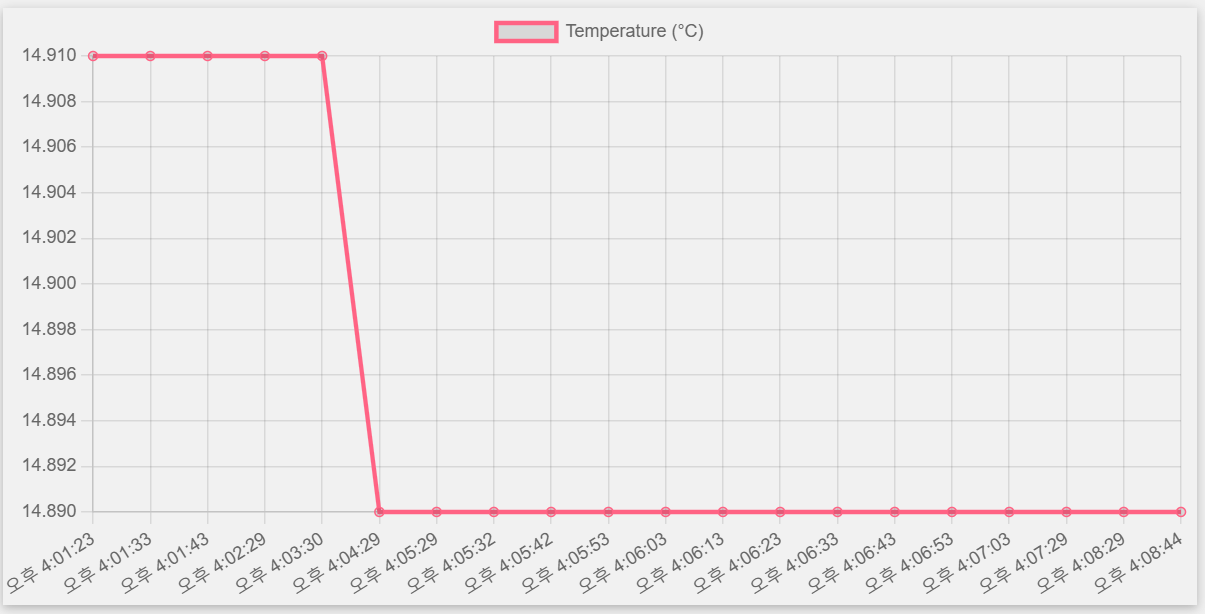 Temperature (°C)
14.910
14.908
14.906
14.904
14.902
14.900
14.898
14.896
14.894
14.892
14.890
오후 4:01:23
오후 4:01:33
오후 4:01:43
오후 4:02:29
오후 4:03:30
오후 4:04:29
오후 4:05:29
오후 4:05:32
오후 4:05:42
오후 4:05:53
오후 4:06:03
오후 4:06:13
오후 4:06:23
오후 4:06:33
오후 4:06:43
오후 4:06:53
오후 4:07:03
오후 4:07:29
오후 4:08:29
오후 4:08:44